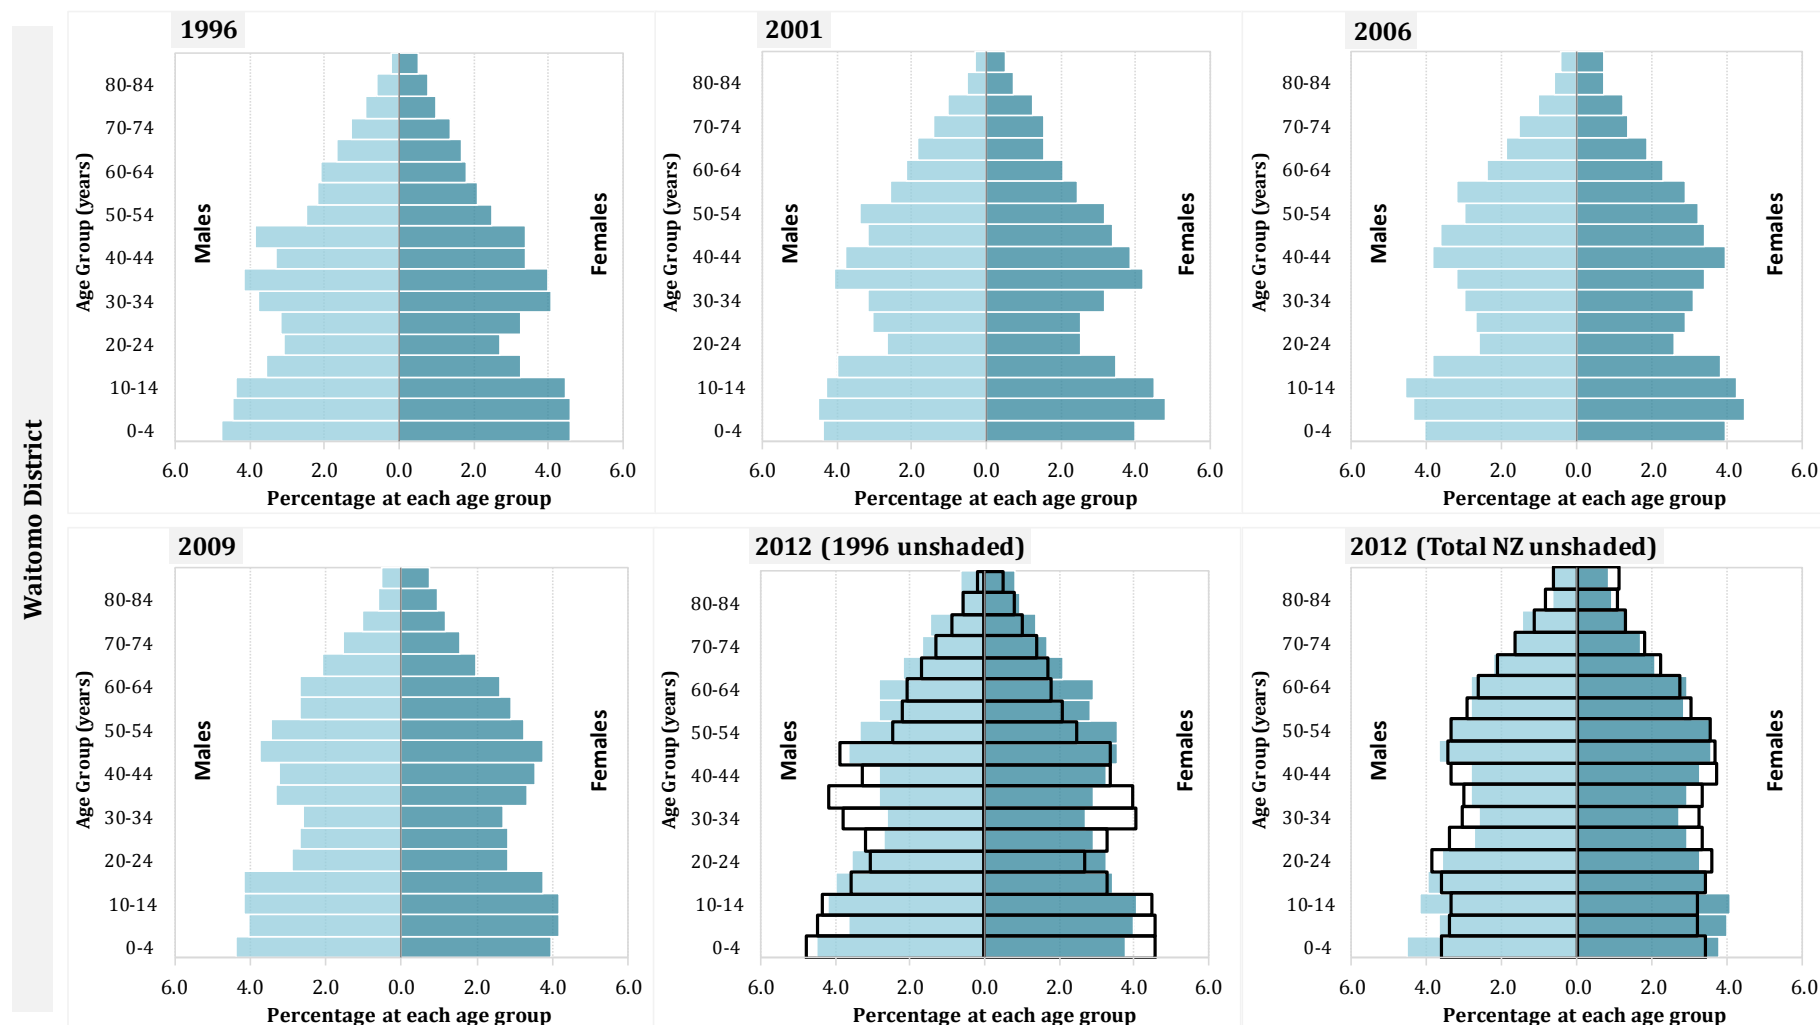 Waitomo District
1996
80-84
70-74
60-64
50-54
40-44
30-34
20-24
10-14
0-4
Age Group (years)
Males
Females
6.0 4.0 2.0 0.0 2.0 4.0 6.0
Percentage at each age group
2001
80-84
70-74
60-64
50-54
40-44
30-34
20-24
10-14
0-4
Age Group (years)
Males
Females
6.0 4.0 2.0 0.0 2.0 4.0 6.0
Percentage at each age group
2006
80-84
70-74
60-64
50-54
40-44
30-34
20-24
10-14
0-4
Age Group (years)
Males
Females
6.0 4.0 2.0 0.0 2.0 4.0 6.0
Percentage at each age group
2009
80-84
70-74
60-64
50-54
40-44
30-34
20-24
10-14
0-4
Age Group (years)
Males
Females
6.0 4.0 2.0 0.0 2.0 4.0 6.0
Percentage at each age group
2012 (1996 unshaded)
80-84
70-74
60-64
50-54
40-44
30-34
20-24
10-14
0-4
Age Group (years)
Males
Females
6.0 4.0 2.0 0.0 2.0 4.0 6.0
Percentage at each age group
2012 (Total NZ unshaded)
80-84
70-74
60-64
50-54
40-44
30-34
20-24
10-14
0-4
Age Group (years)
Males
Females
6.0 4.0 2.0 0.0 2.0 4.0 6.0
Percentage at each age group